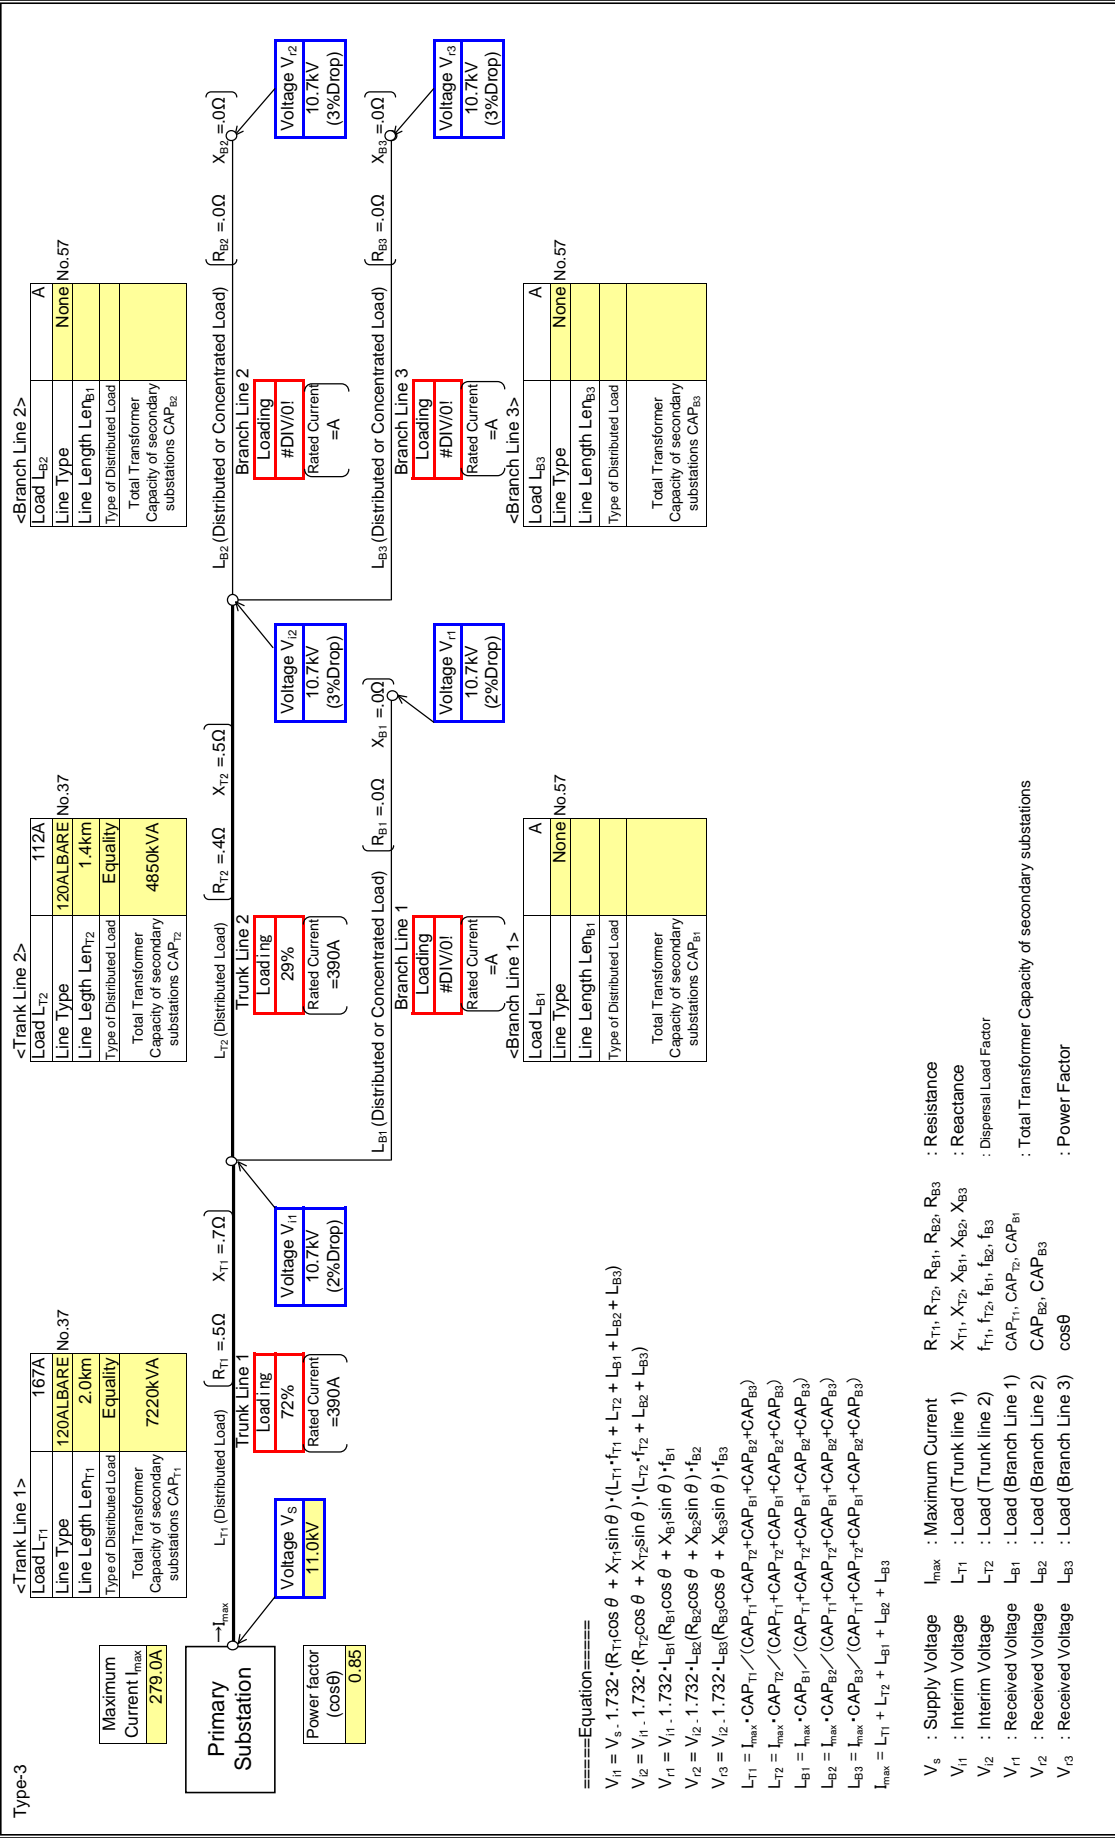 Type-3
Maximum
Current Imax
279.0A
Primary
Substation
Power factor
(cosθ)
0.85
→Imax
Voltage VS
11.0kV
<Trank Line 1>
Load LT1 167A
Line Type 120ALBARE No.37
Line Legth LenT1 2.0km
Type of Distributed Load Equality
Total Transformer
Capacity of secondary
substations CAPT1
7220kVA
LT1 (Distributed Load)
RT1 =.5Ω XT1 =.7Ω
Trunk Line 1
Loading
72%
Rated Current
=390A
Voltage Vi1
10.7kV
(2%Drop)
<Trank Line 2>
Load LT2 112A
Line Type 120ALBARE No.37
Line Legth LenT2 1.4km
Type of Distributed Load Equality
Total Transformer
Capacity of secondary
substations CAPT2
4850kVA
LT2 (Distributed Load)
RT2 =.4Ω XT2 =.5Ω
Trunk Line 2
Loading
29%
Rated Current
=390A
Voltage Vi2
10.7kV
(3%Drop)
LB1 (Distributed or Concentrated Load)
RB1 =.0Ω XB1 =.0Ω
Branch Line 1
Loading
#DIV/0!
Rated Current
=A
Voltage Vr1
10.7kV
(2%Drop)
<Branch Line 1>
Load LB1 A
Line Type None No.57
Line Length LenB1
Type of Distributed Load
Total Transformer
Capacity of secondary
substations CAPB1
<Branch Line 2>
Load LB2 A
Line Type None No.57
Line Length LenB1
Type of Distributed Load
Total Transformer
Capacity of secondary
substations CAPB2
LB2 (Distributed or Concentrated Load)
RB2 =.0Ω XB2 =.0Ω
Branch Line 2
Loading
#DIV/0!
Rated Current
=A
Voltage Vr2
10.7kV
(3%Drop)
LB3 (Distributed or Concentrated Load)
RB3 =.0Ω XB3 =.0Ω
Branch Line 3
Loading
#DIV/0!
Rated Current
=A
Voltage Vr3
10.7kV
(3%Drop)
<Branch Line 3>
Load LB3 A
Line Type None No.57
Line Length LenB3
Type of Distributed Load
Total Transformer
Capacity of secondary
substations CAPB3
=====Equation=====
Vi1 = Vs - 1.732・(RT1cos θ + XT1sin θ)・(LT1・fT1 + LT2 + LB1 + LB2 + LB3)
Vi2 = Vi1 - 1.732・(RT2cos θ + XT2sin θ)・(LT2・fT2 + LB2 + LB3)
Vr1 = Vi1 - 1.732・LB1(RB1cos θ + XB1sin θ)・fB1
Vr2 = Vi2 - 1.732・LB2(RB2cos θ + XB2sin θ)・fB2
Vr3 = Vi2 - 1.732・LB3(RB3cos θ + XB3sin θ)・fB3
LT1 = Imax・CAPT1／(CAPT1+CAPT2+CAPB1+CAPB2+CAPB3)
LT2 = Imax・CAPT2／(CAPT1+CAPT2+CAPB1+CAPB2+CAPB3)
LB1 = Imax・CAPB1／(CAPT1+CAPT2+CAPB1+CAPB2+CAPB3)
LB2 = Imax・CAPB2／(CAPT1+CAPT2+CAPB1+CAPB2+CAPB3)
LB3 = Imax・CAPB3／(CAPT1+CAPT2+CAPB1+CAPB2+CAPB3)
Imax = LT1 + LT2 + LB1 + LB2 + LB3
Vs : Supply Voltage Imax : Maximum Current RT1, RT2, RB1, RB2, RB3 : Resistance
Vi1 : Interim Voltage LT1 : Load (Trunk line 1) XT1, XT2, XB1, XB2, XB3 : Reactance
Vi2 : Interim Voltage LT2 : Load (Trunk line 2) fT1, fT2, fB1, fB2, fB3 : Dispersal Load Factor
Vr1 : Received Voltage LB1 : Load (Branch Line 1) CAPT1, CAPT2, CAPB1
Vr2 : Received Voltage LB2 : Load (Branch Line 2) CAPB2, CAPB3 : Total Transformer Capacity of secondary substations
Vr3 : Received Voltage LB3 : Load (Branch Line 3) cosθ : Power Factor